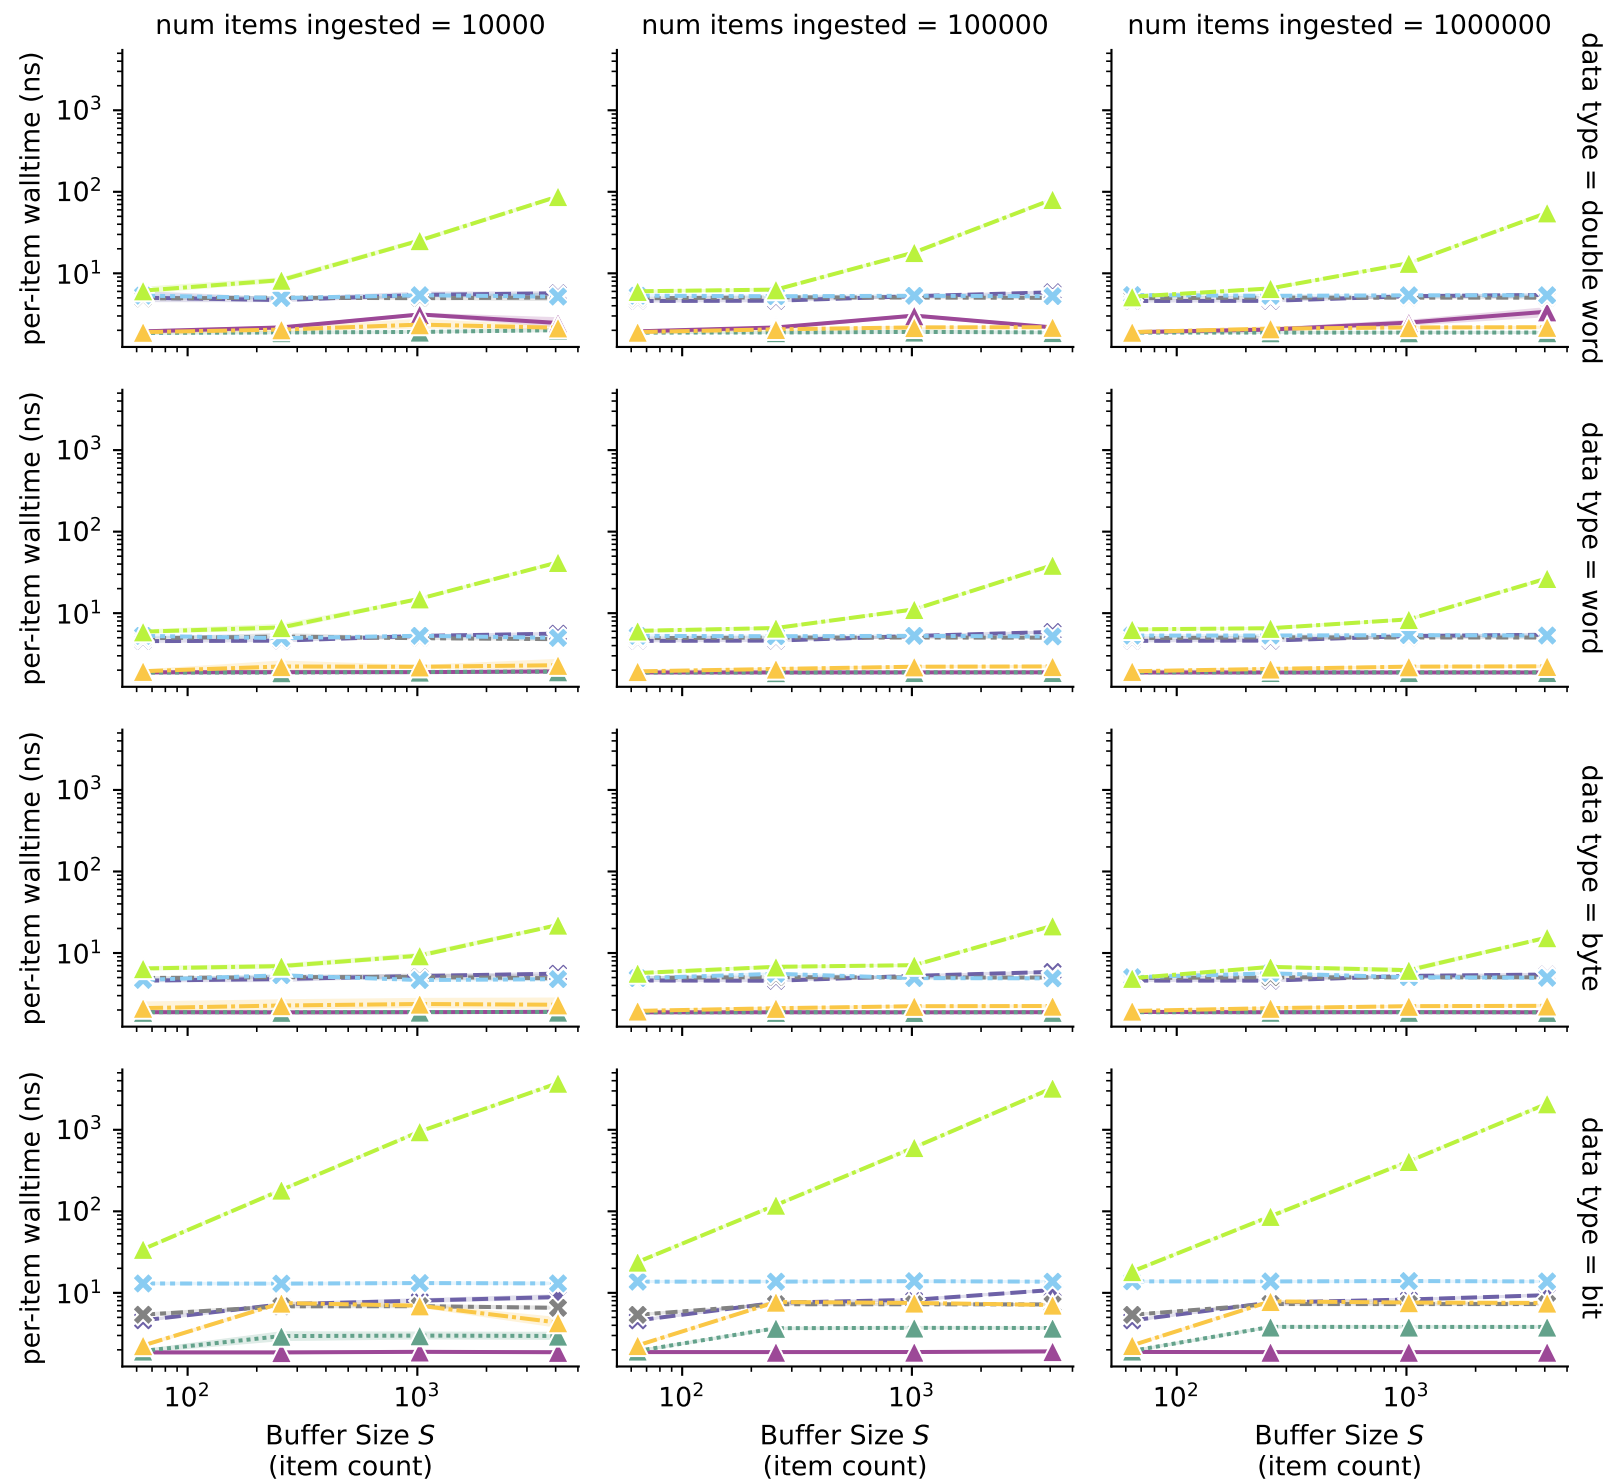 num items ingested = 10000
num items ingested = 100000
num items ingested = 1000000
per-item walltime (ns)
10³
10²
10¹
data type = double word
per-item walltime (ns)
10³
10²
10¹
data type = word
per-item walltime (ns)
10³
10²
10¹
data type = byte
per-item walltime (ns)
10³
10²
10¹
data type = bit
10² 10³
10² 10³
10² 10³
Buffer Size S
(item count)
Buffer Size S
(item count)
Buffer Size S
(item count)